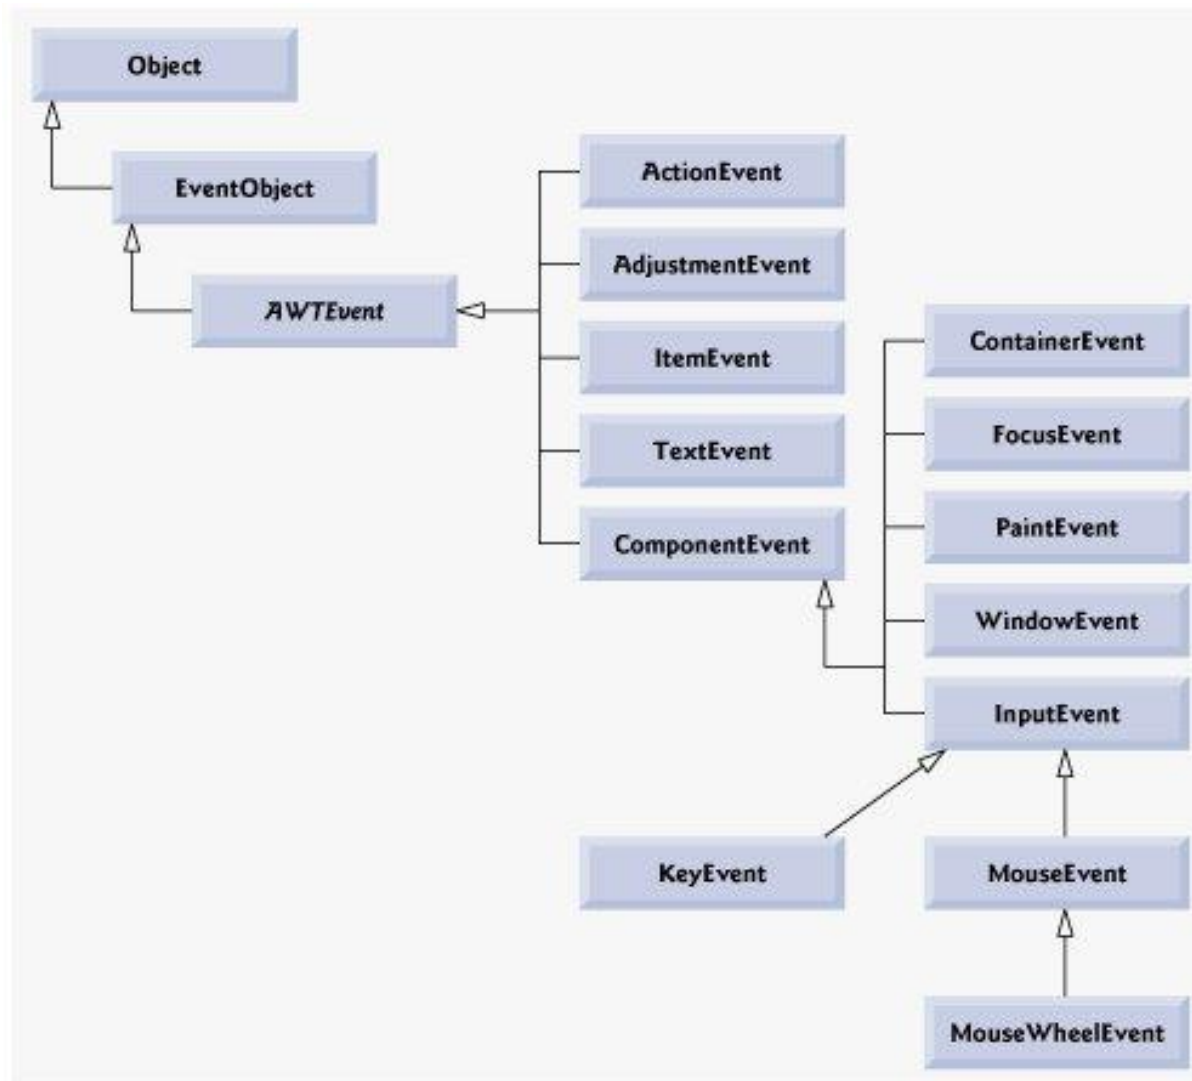 Object
EventObject
AWTEvent
ActionEvent
AdjustmentEvent
ItemEvent
TextEvent
ComponentEvent
ContainerEvent
FocusEvent
PaintEvent
WindowEvent
InputEvent
KeyEvent
MouseEvent
MouseWheelEvent